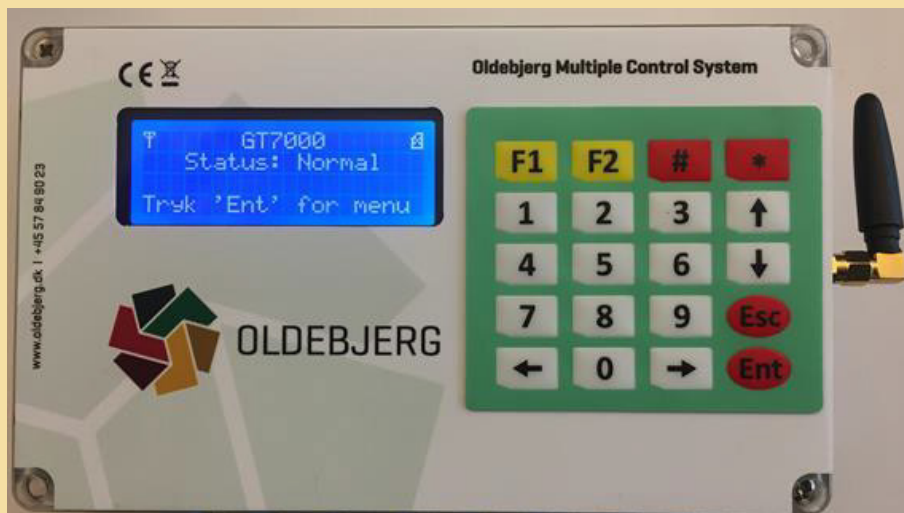 CE
Oldebjerg Multiple Control System
GT7000
Status: Normal
Tryk 'Ent' for menu
www.oldebjerg.dk | +45 57 84 90 23
OLDEBJERG
F1 F2 # *
1 2 3 ↑
4 5 6 ↓
7 8 9 Esc
← 0 → Ent